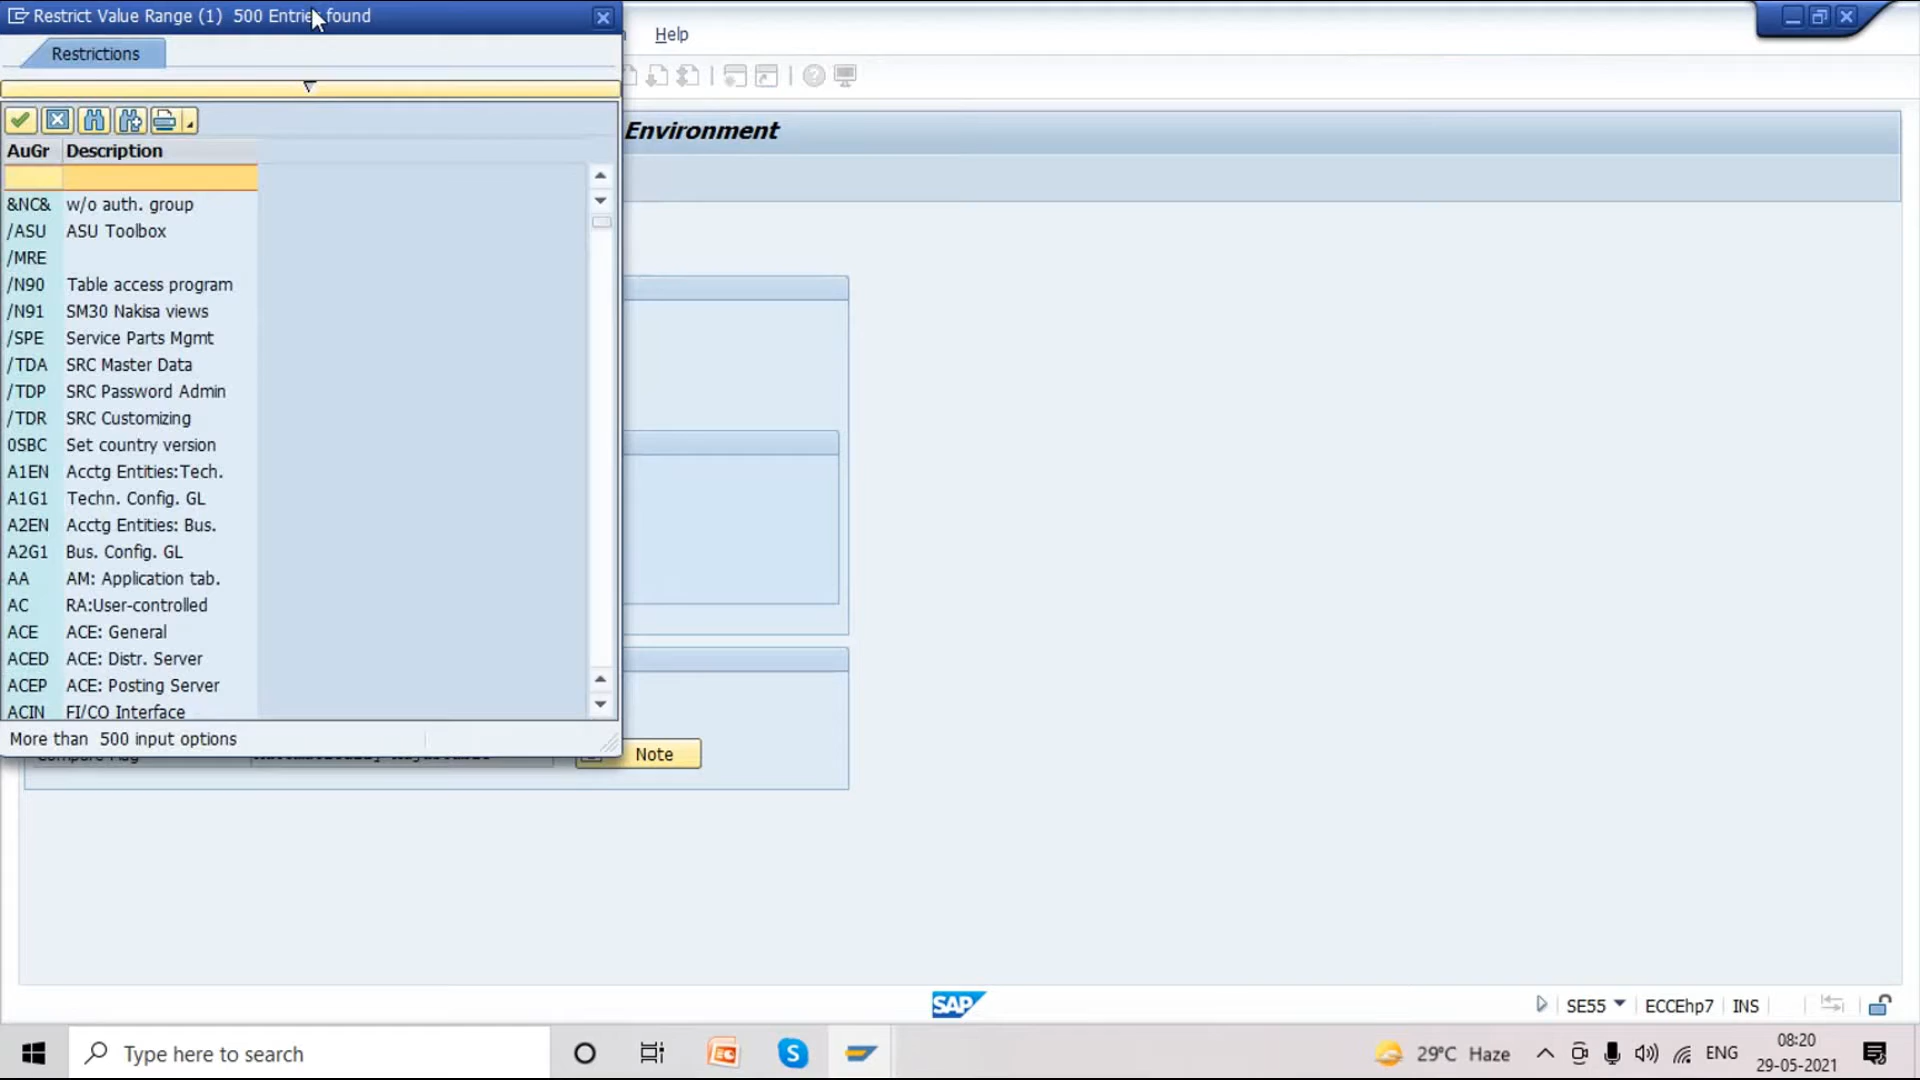 Restrict Value Range (1) 500 Entries found
Restrictions
Help
Environment
AuGr Description
&NC& w/o auth. group
/ASU ASU Toolbox
/MRE
/N90 Table access program
/N91 SM30 Nakisa views
/SPE Service Parts Mgmt
/TDA SRC Master Data
/TDP SRC Password Admin
/TDR SRC Customizing
0SBC Set country version
A1EN Acctg Entities:Tech.
A1G1 Techn. Config. GL
A2EN Acctg Entities: Bus.
A2G1 Bus. Config. GL
AA AM: Application tab.
AC RA:User-controlled
ACE ACE: General
ACED ACE: Distr. Server
ACEP ACE: Posting Server
ACIN FI/CO Interface
More than 500 input options
Note
SAP
SE55 ECCEhp7 INS
Type here to search
29°C Haze
ENG
08:20
29-05-2021